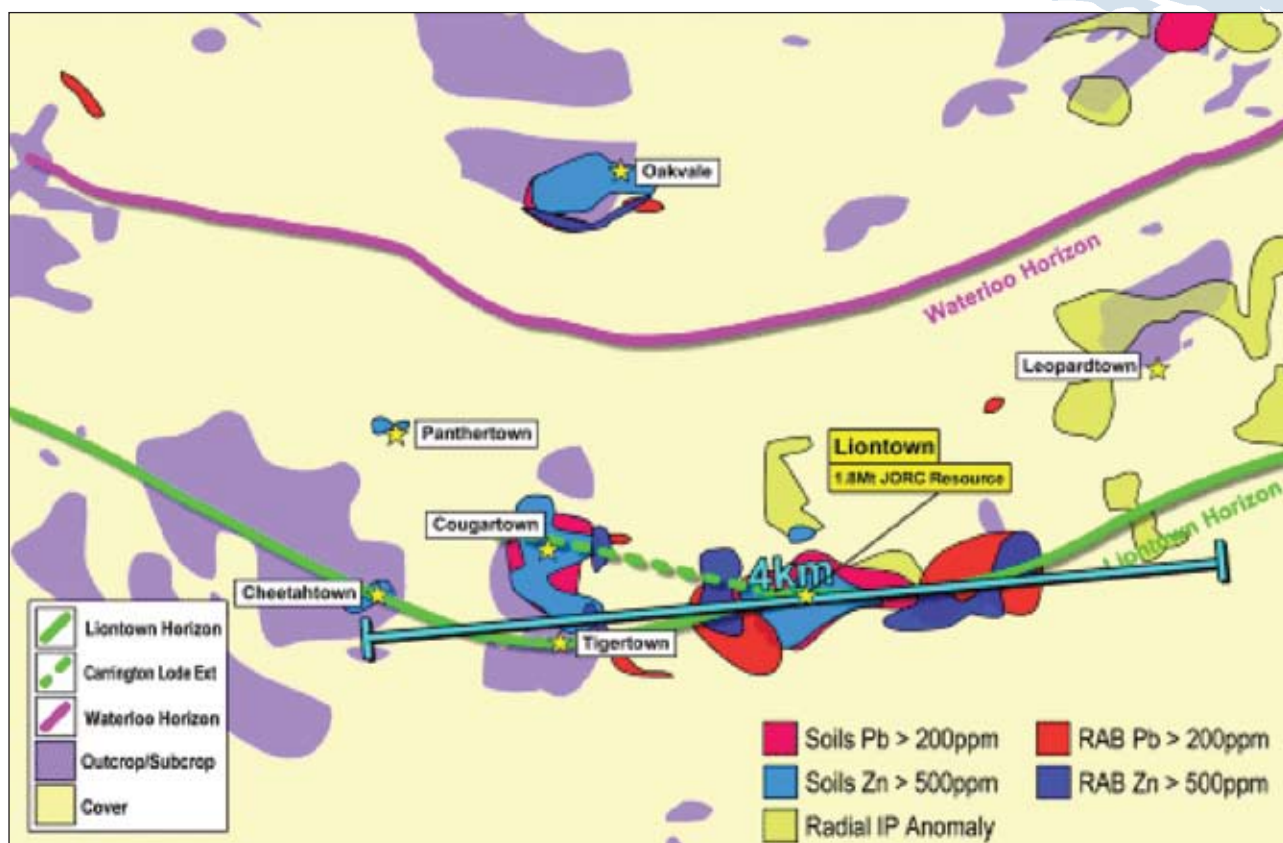 Oakvale
Waterloo Horizon
Leopardtown
Panthertown
Liontown
1.8Mt JORC Resource
Cougartown
4km
Liontown Horizon
Cheetahtown
Tigertown
Liontown Horizon
Carrington Lode Ext
Waterloo Horizon
Outcrop/Subcrop
Cover
Soils Pb > 200ppm
RAB Pb > 200ppm
Soils Zn > 500ppm
RAB Zn > 500ppm
Radial IP Anomaly